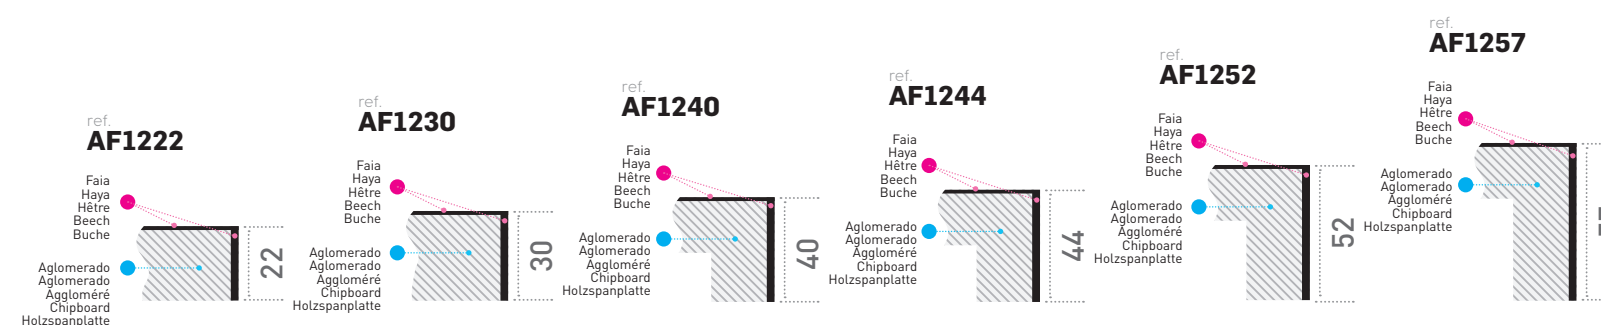 ref.
AF1222
Faia
Haya
Hêtre
Beech
Buche
Aglomerado
Aglomerado
Aggloméré
Chipboard
Holzspanplatte
22
ref.
AF1230
Faia
Haya
Hêtre
Beech
Buche
Aglomerado
Aglomerado
Aggloméré
Chipboard
Holzspanplatte
30
ref.
AF1240
Faia
Haya
Hêtre
Beech
Buche
Aglomerado
Aglomerado
Aggloméré
Chipboard
Holzspanplatte
40
ref.
AF1244
Faia
Haya
Hêtre
Beech
Buche
Aglomerado
Aglomerado
Aggloméré
Chipboard
Holzspanplatte
44
ref.
AF1252
Faia
Haya
Hêtre
Beech
Buche
Aglomerado
Aglomerado
Aggloméré
Chipboard
Holzspanplatte
52
ref.
AF1257
Faia
Haya
Hêtre
Beech
Buche
Aglomerado
Aglomerado
Aggloméré
Chipboard
Holzspanplatte